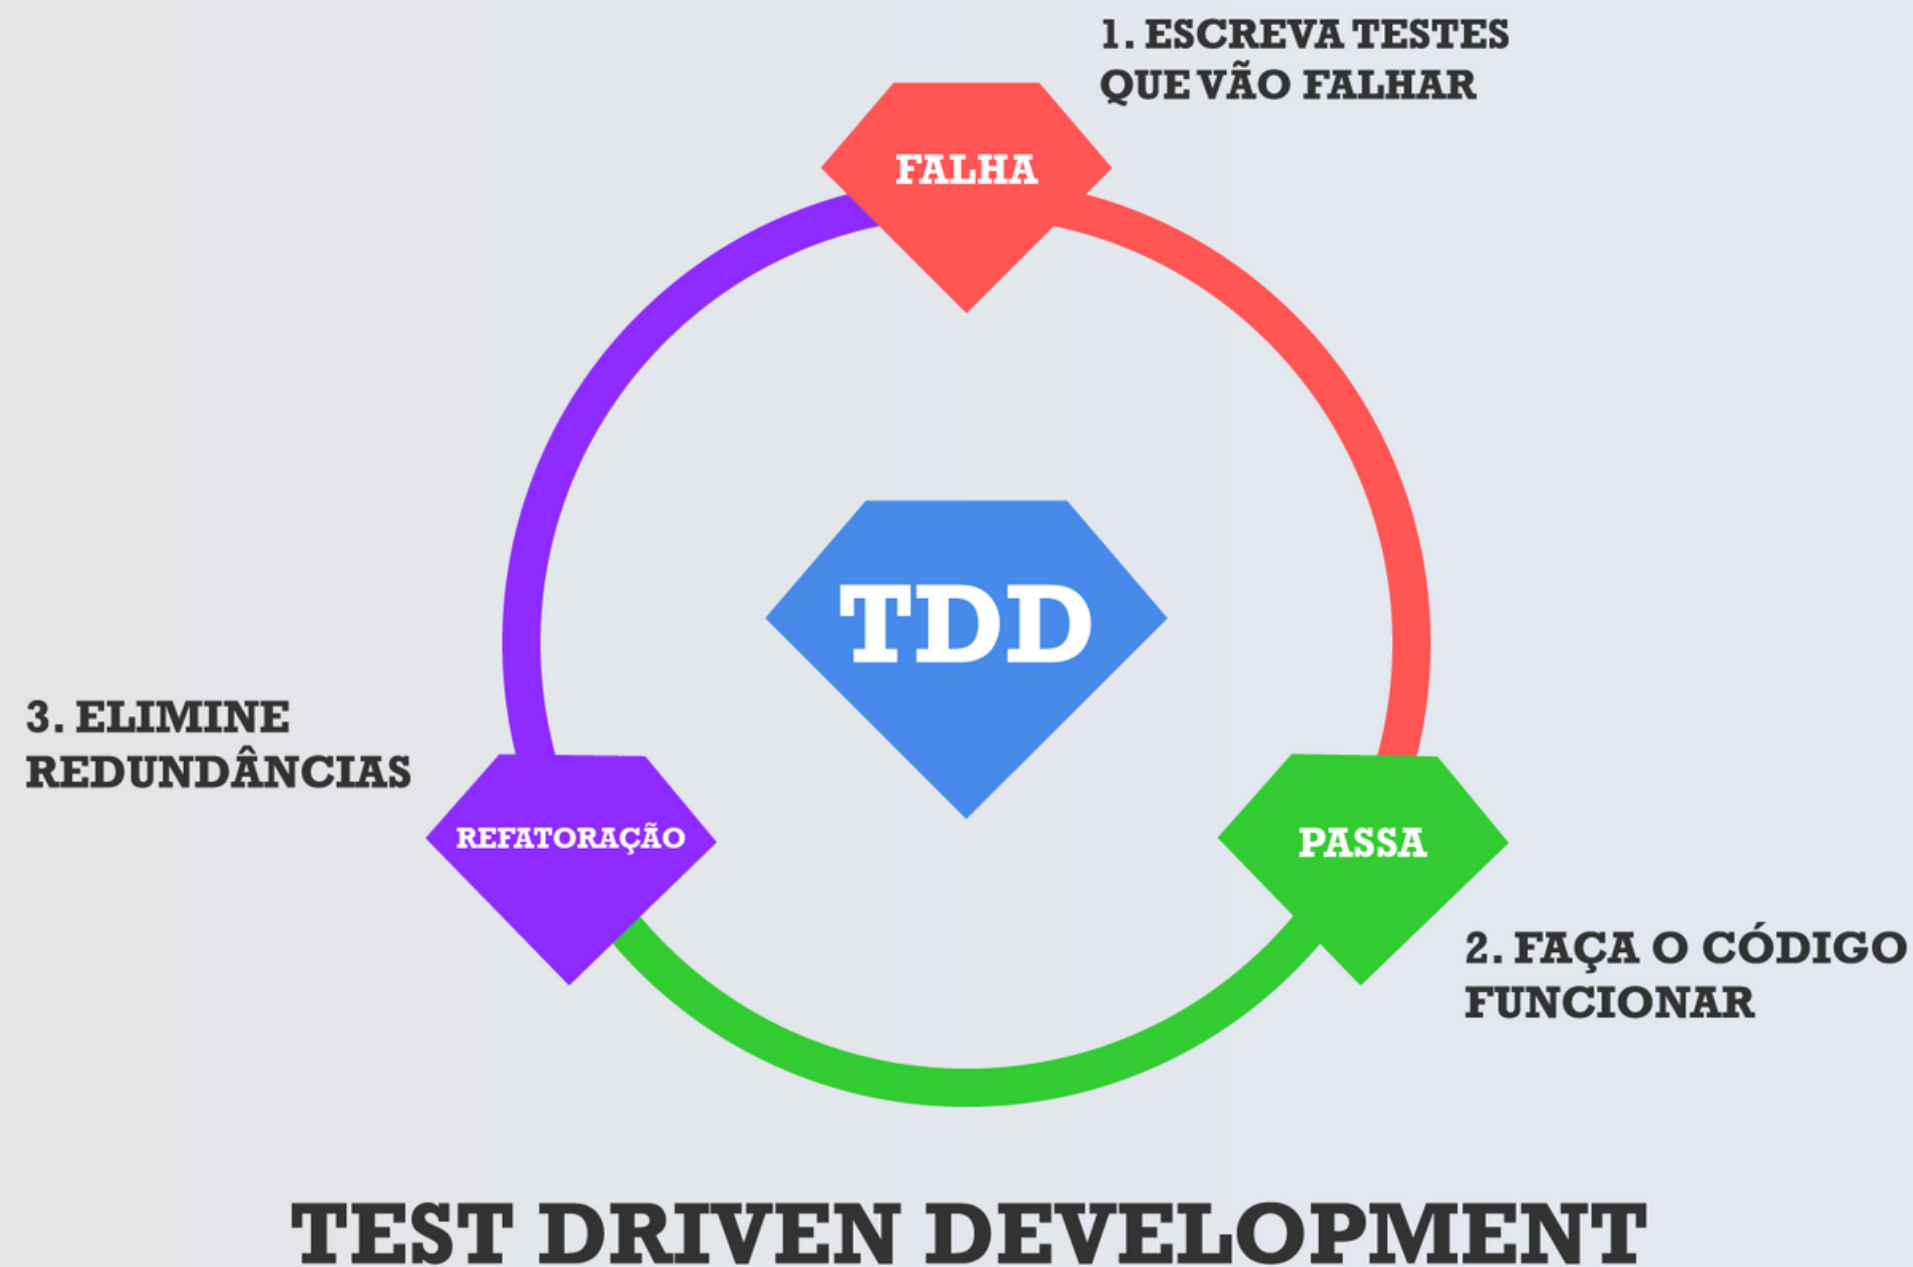 1. ESCREVA TESTES
QUE VÃO FALHAR
FALHA
TDD
3. ELIMINE
REDUNDÂNCIAS
REFATORAÇÃO
PASSA
2. FAÇA O CÓDIGO
FUNCIONAR
TEST DRIVEN DEVELOPMENT